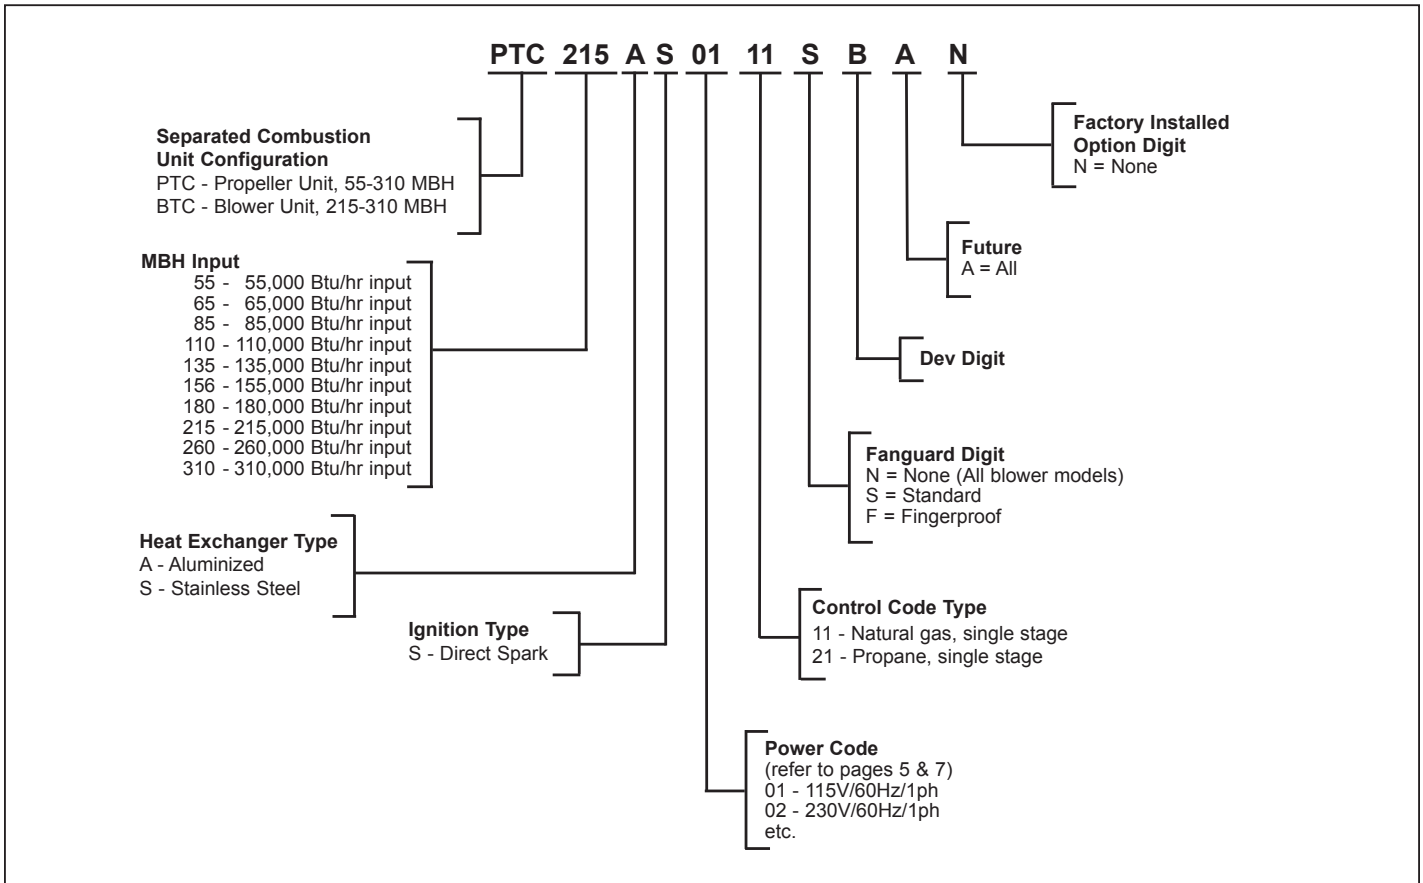 PTC 215 A S 01 11 S B A N
Separated Combustion
Unit Configuration
PTC - Propeller Unit, 55-310 MBH
BTC - Blower Unit, 215-310 MBH
MBH Input
55 - 55,000 Btu/hr input
65 - 65,000 Btu/hr input
85 - 85,000 Btu/hr input
110 - 110,000 Btu/hr input
135 - 135,000 Btu/hr input
156 - 155,000 Btu/hr input
180 - 180,000 Btu/hr input
215 - 215,000 Btu/hr input
260 - 260,000 Btu/hr input
310 - 310,000 Btu/hr input
Heat Exchanger Type
A - Aluminized
S - Stainless Steel
Ignition Type
S - Direct Spark
Factory Installed
Option Digit
N = None
Future
A = All
Dev Digit
Fanguard Digit
N = None (All blower models)
S = Standard
F = Fingerproof
Control Code Type
11 - Natural gas, single stage
21 - Propane, single stage
Power Code
(refer to pages 5 & 7)
01 - 115V/60Hz/1ph
02 - 230V/60Hz/1ph
etc.